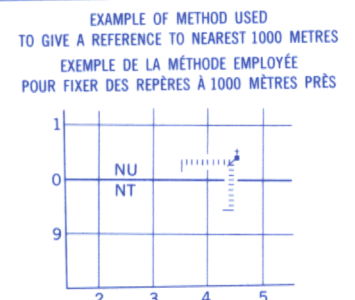 EXAMPLE OF METHOD USED
TO GIVE A REFERENCE TO NEAREST 1000 METRES
EXEMPLE DE LA MÉTHODE EMPLOYÉE
POUR FIXER DES REPÈRES À 1000 MÈTRES PRÈS
1
NU
0
NT
9
2 3 4 5